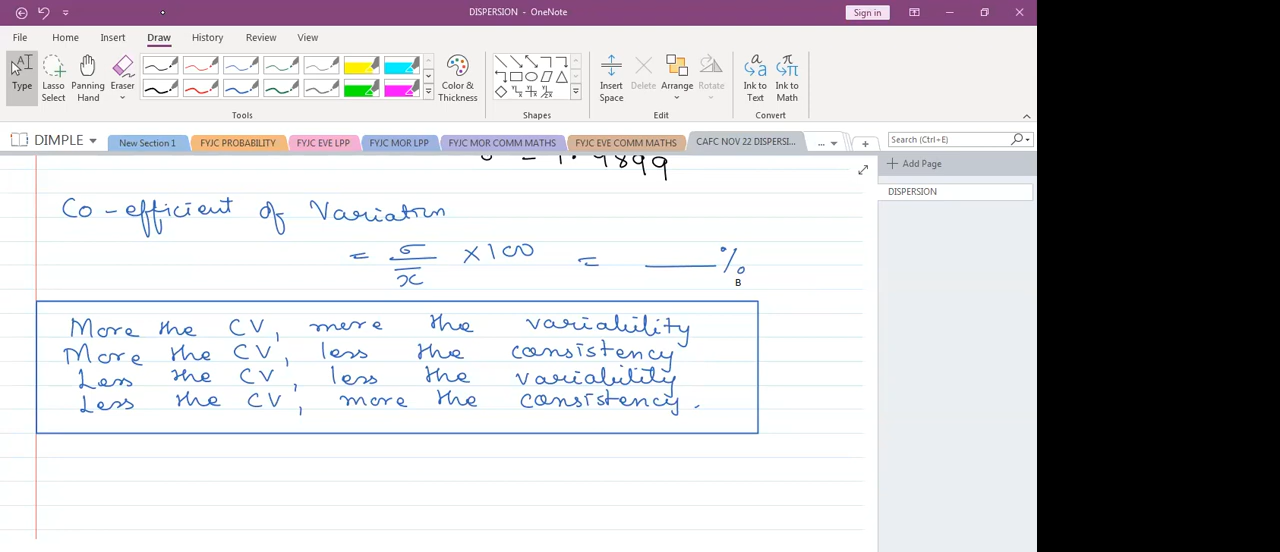 DISPERSION - OneNote
Sign in
File Home Insert Draw History Review View
Type
Lasso Select
Panning Hand
Eraser
Color & Thickness
Insert Space
Delete
Arrange
Rotate
Ink to Text
Ink to Math
Tools
Shapes
Edit
Convert
DIMPLE
New Section 1
FYJC PROBABILITY
FYJC EVE LPP
FYJC MOR LPP
FYJC MOR COMM MATHS
FYJC EVE COMM MATHS
CAFC NOV 22 DISPERSI...
...
Search (Ctrl+E)
Add Page
DISPERSION
Co-efficient of Variation
= σ / x̄ × 100 = ____ %
B
More the CV, more the variability
More the CV, less the consistency
Less the CV, less the variability
Less the CV, more the consistency.